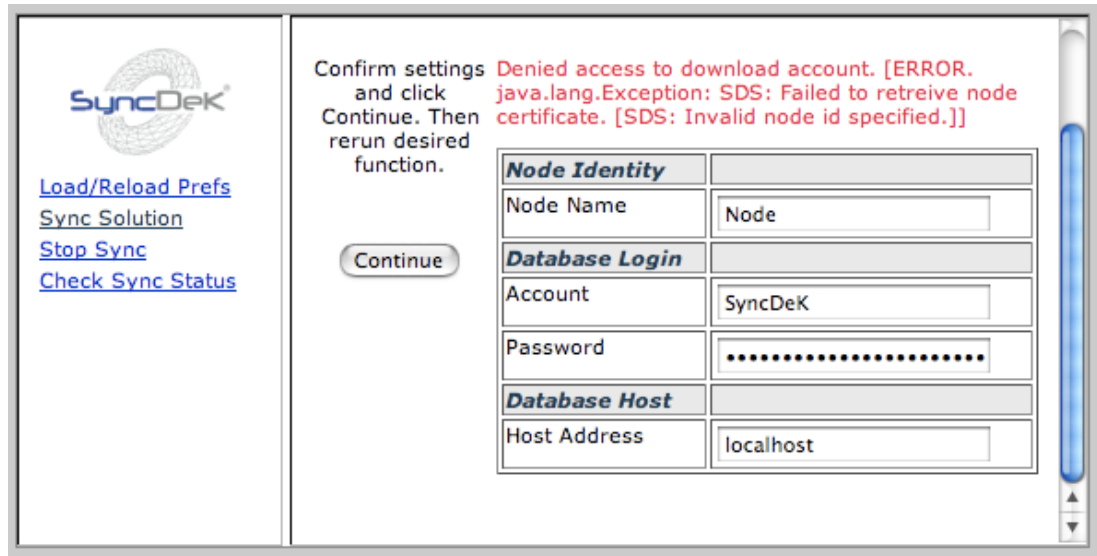 SyncDeK
Load/Reload Prefs
Sync Solution
Stop Sync
Check Sync Status
Confirm settings
and click
Continue. Then
rerun desired
function.
Continue
Denied access to download account. [ERROR.
java.lang.Exception: SDS: Failed to retreive node
certificate. [SDS: Invalid node id specified.]]
Node Identity
Node Name
Node
Database Login
Account
SyncDeK
Password
••••••••••••••••••••••••
Database Host
Host Address
localhost